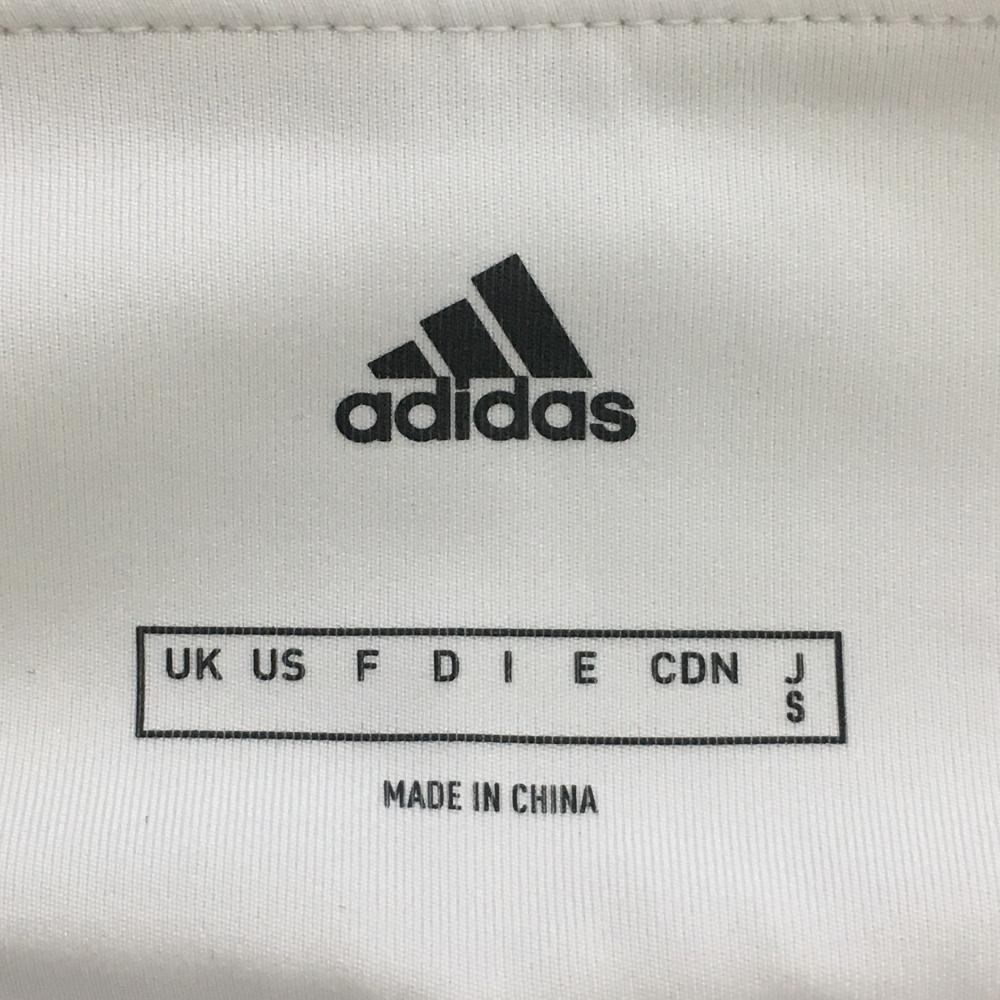 adidas
UK US F D I E CDN J
S
MADE IN CHINA